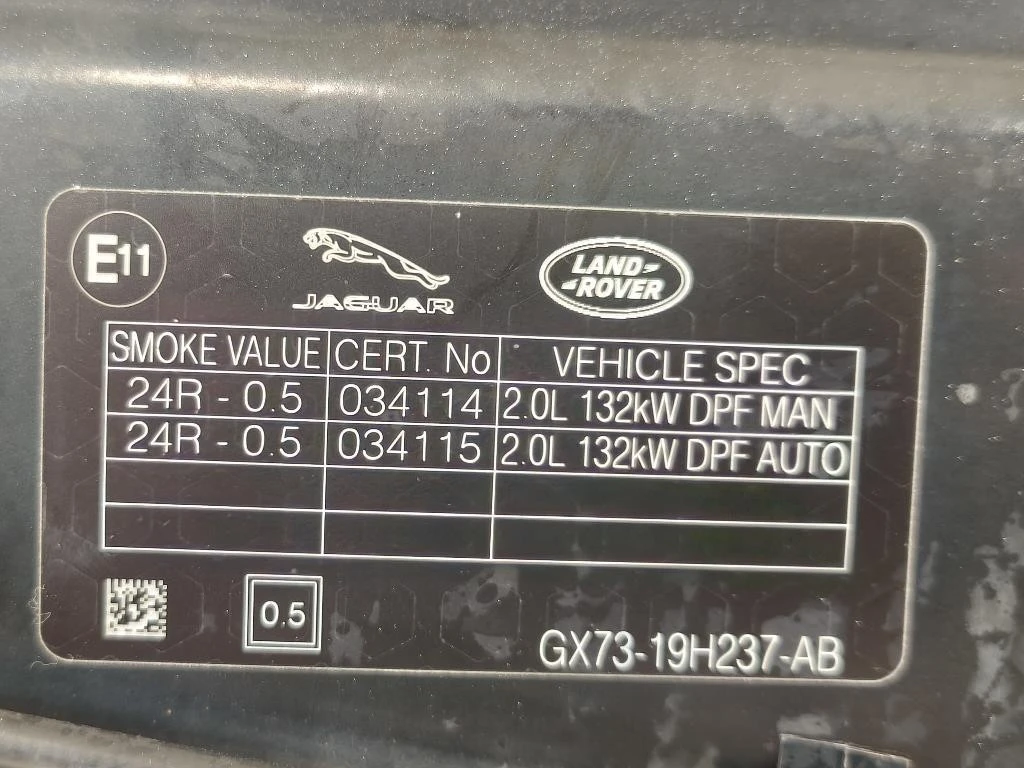 E11
JAGUAR
LAND-
-ROVER
SMOKE VALUE CERT. No VEHICLE SPEC
24R - 0.5 034114 2.0L 132kW DPF MAN
24R - 0.5 034115 2.0L 132kW DPF AUTO
0.5
GX73-19H237-AB